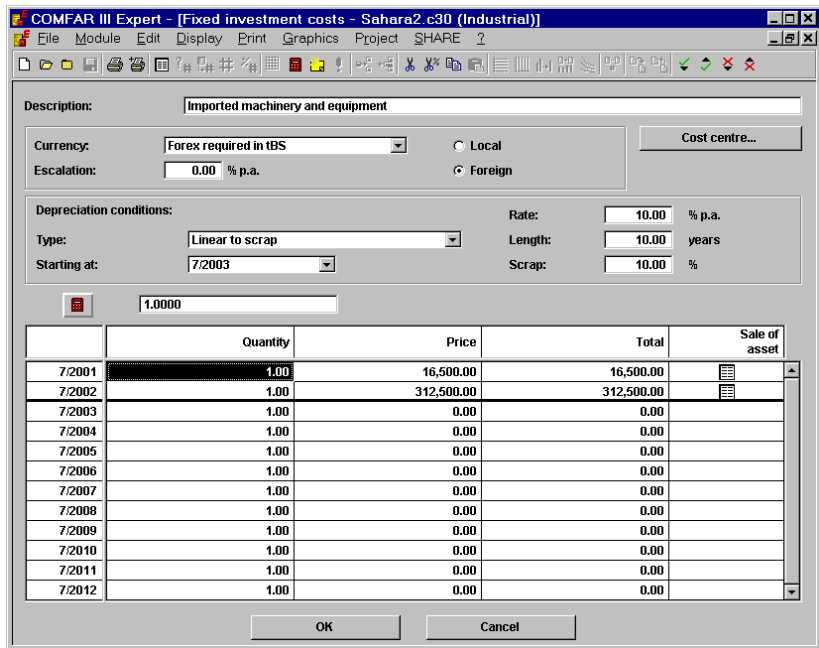 COMFAR III Expert - [Fixed investment costs - Sahara2.c30 (Industrial)]
File Module Edit Display Print Graphics Project SHARE ?
Description: Imported machinery and equipment
Currency: Forex required in tBS Local Cost centre...
Escalation: 0.00 % p.a. Foreign
Depreciation conditions: Rate: 10.00 % p.a.
Type: Linear to scrap Length: 10.00 years
Starting at: 7/2003 Scrap: 10.00 %
1.0000
Quantity Price Total Sale of asset
7/2001 1.00 16,500.00 16,500.00
7/2002 1.00 312,500.00 312,500.00
7/2003 1.00 0.00 0.00
7/2004 1.00 0.00 0.00
7/2005 1.00 0.00 0.00
7/2006 1.00 0.00 0.00
7/2007 1.00 0.00 0.00
7/2008 1.00 0.00 0.00
7/2009 1.00 0.00 0.00
7/2010 1.00 0.00 0.00
7/2011 1.00 0.00 0.00
7/2012 1.00 0.00 0.00
OK Cancel